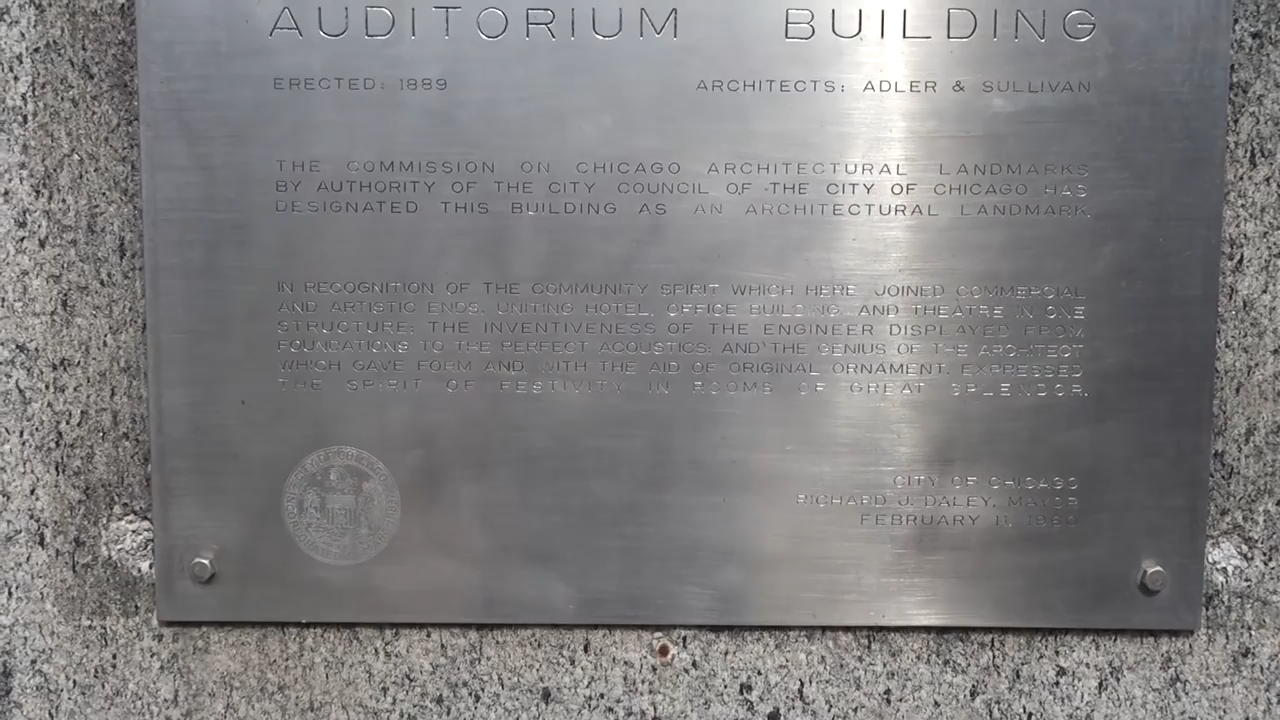 AUDITORIUM BUILDING
ERECTED: 1889 ARCHITECTS: ADLER & SULLIVAN
THE COMMISSION ON CHICAGO ARCHITECTURAL LANDMARKS
BY AUTHORITY OF THE CITY COUNCIL OF THE CITY OF CHICAGO HAS
DESIGNATED THIS BUILDING AS AN ARCHITECTURAL LANDMARK.
IN RECOGNITION OF THE COMMUNITY SPIRIT WHICH HERE JOINED COMMERCIAL
AND ARTISTIC ENDS, UNITING HOTEL, OFFICE BUILDING, AND THEATRE IN ONE
STRUCTURE; THE INVENTIVENESS OF THE ENGINEER DISPLAYED FROM
FOUNDATIONS TO THE PERFECT ACOUSTICS; AND THE GENIUS OF THE ARCHITECT
WHICH GAVE FORM AND, WITH THE AID OF ORIGINAL ORNAMENT, EXPRESSED
THE SPIRIT OF FESTIVITY IN ROOMS OF GREAT SPLENDOR.
CITY OF CHICAGO
RICHARD J. DALEY, MAYOR
FEBRUARY 11, 1960